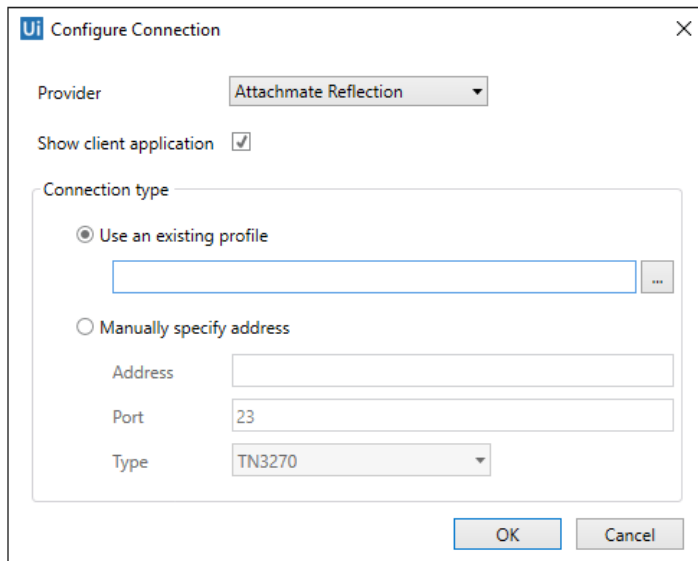 Ui Configure Connection
Provider Attachmate Reflection
Show client application
Connection type
Use an existing profile
...
Manually specify address
Address
Port 23
Type TN3270
OK Cancel